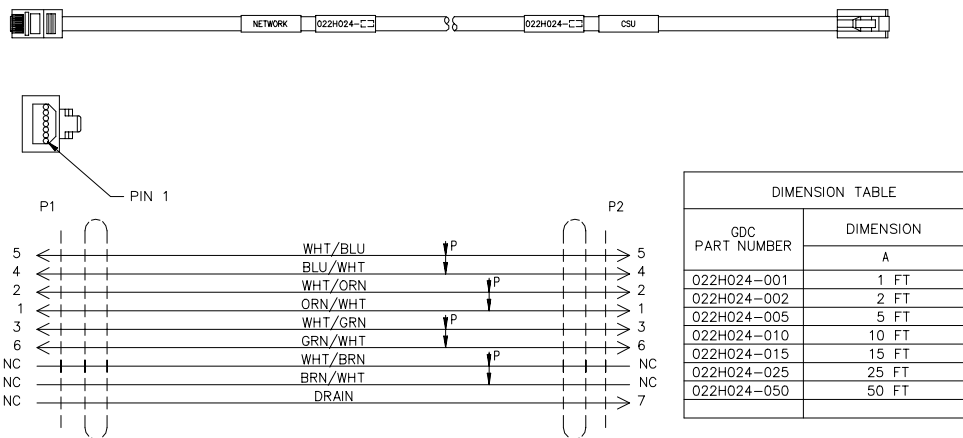 NETWORK 022H024- 022H024- CSU
PIN 1
P1 P2
5 WHT/BLU P 5
4 BLU/WHT 4
2 WHT/ORN P 2
1 ORN/WHT 1
3 WHT/GRN P 3
6 GRN/WHT 6
NC WHT/BRN P NC
NC BRN/WHT NC
NC DRAIN 7
DIMENSION TABLE
GDC PART NUMBER DIMENSION
A
022H024-001 1 FT
022H024-002 2 FT
022H024-005 5 FT
022H024-010 10 FT
022H024-015 15 FT
022H024-025 25 FT
022H024-050 50 FT